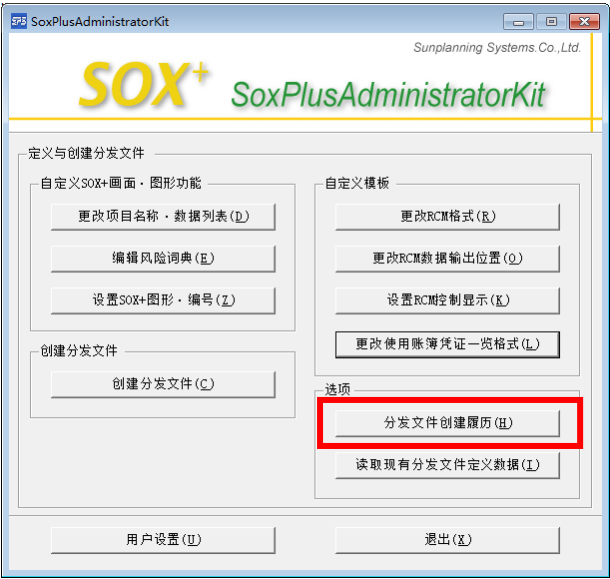 SPS SoxPlusAdministratorKit
Sunplanning Systems.Co.,Ltd.
SOX+
SoxPlusAdministratorKit
定义与创建分发文件
自定义SOX+画面・图形功能
更改项目名称・数据列表(D)
编辑风险词典(E)
设置SOX+图形・编号(Z)
创建分发文件
创建分发文件(C)
自定义模板
更改RCM格式(R)
更改RCM数据输出位置(O)
设置RCM控制显示(K)
更改使用账簿凭证一览格式(L)
选项
分发文件创建履历(H)
读取现有分发文件定义数据(I)
用户设置(U)
退出(X)